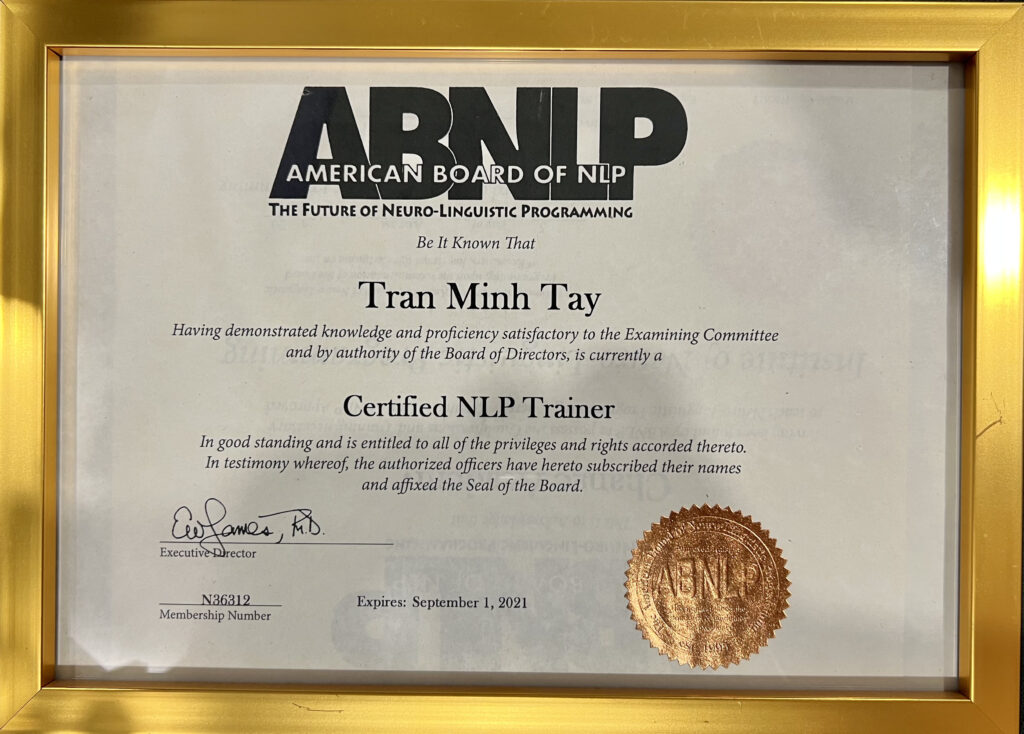 ABNLP
AMERICAN BOARD OF NLP
THE FUTURE OF NEURO-LINGUISTIC PROGRAMMING
Be It Known That
Tran Minh Tay
Having demonstrated knowledge and proficiency satisfactory to the Examining Committee
and by authority of the Board of Directors, is currently a
Certified NLP Trainer
In good standing and is entitled to all of the privileges and rights accorded thereto.
In testimony whereof, the authorized officers have hereto subscribed their names
and affixed the Seal of the Board.
Executive Director
N36312
Membership Number
Expires: September 1, 2021
ABNLP